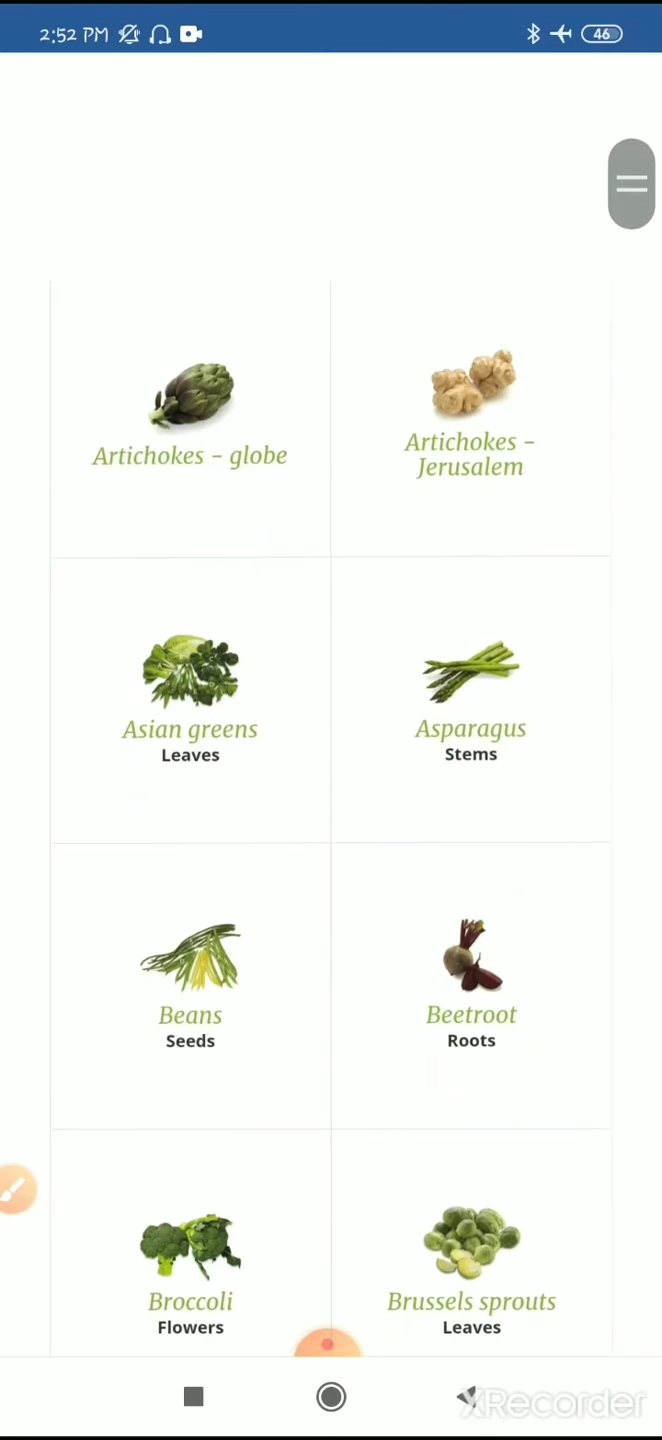 2:52 PM
46
Artichokes - globe
Artichokes -
Jerusalem
Asian greens
Leaves
Asparagus
Stems
Beans
Seeds
Beetroot
Roots
Broccoli
Flowers
Brussels sprouts
Leaves
XRecorder